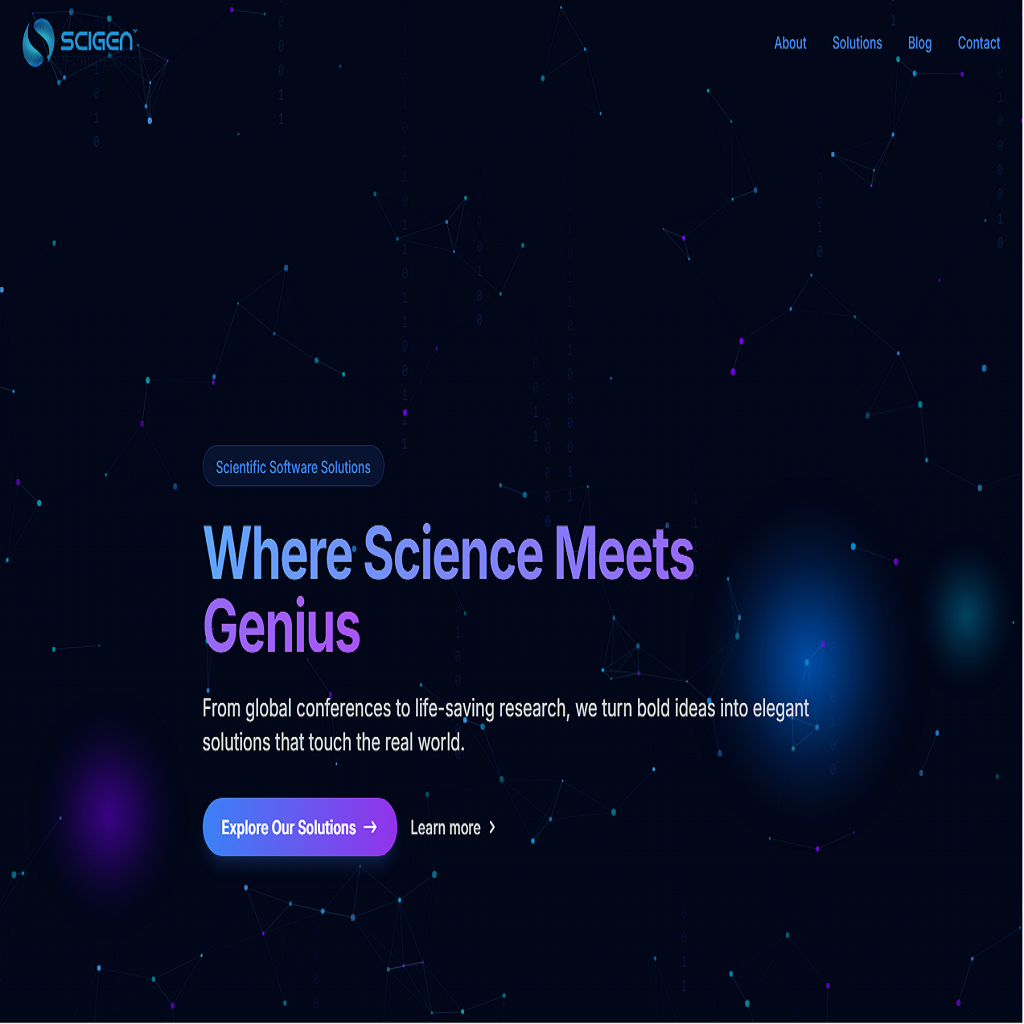 SCIGEN
About Solutions Blog Contact
Scientific Software Solutions
Where Science Meets
Genius
From global conferences to life-saving research, we turn bold ideas into elegant
solutions that touch the real world.
Explore Our Solutions →
Learn more ›